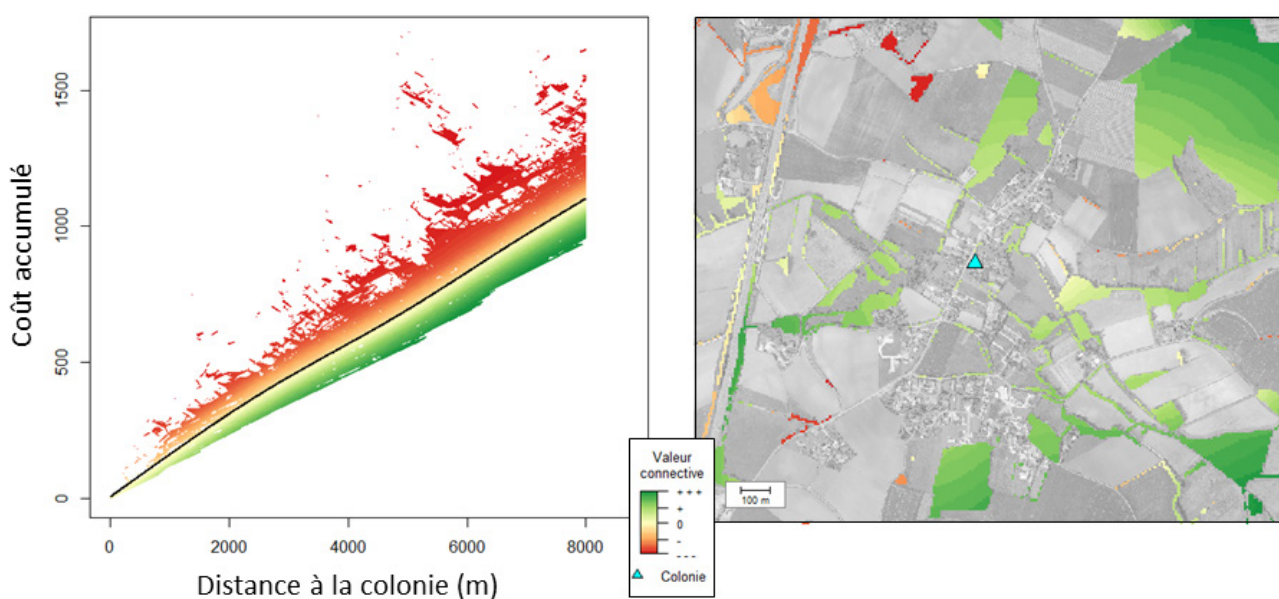 Coût accumulé
1500
1000
500
0
0 2000 4000 6000 8000
Distance à la colonie (m)
Valeur
connective
+ + +
+
0
-
- - -
Colonie
100 m